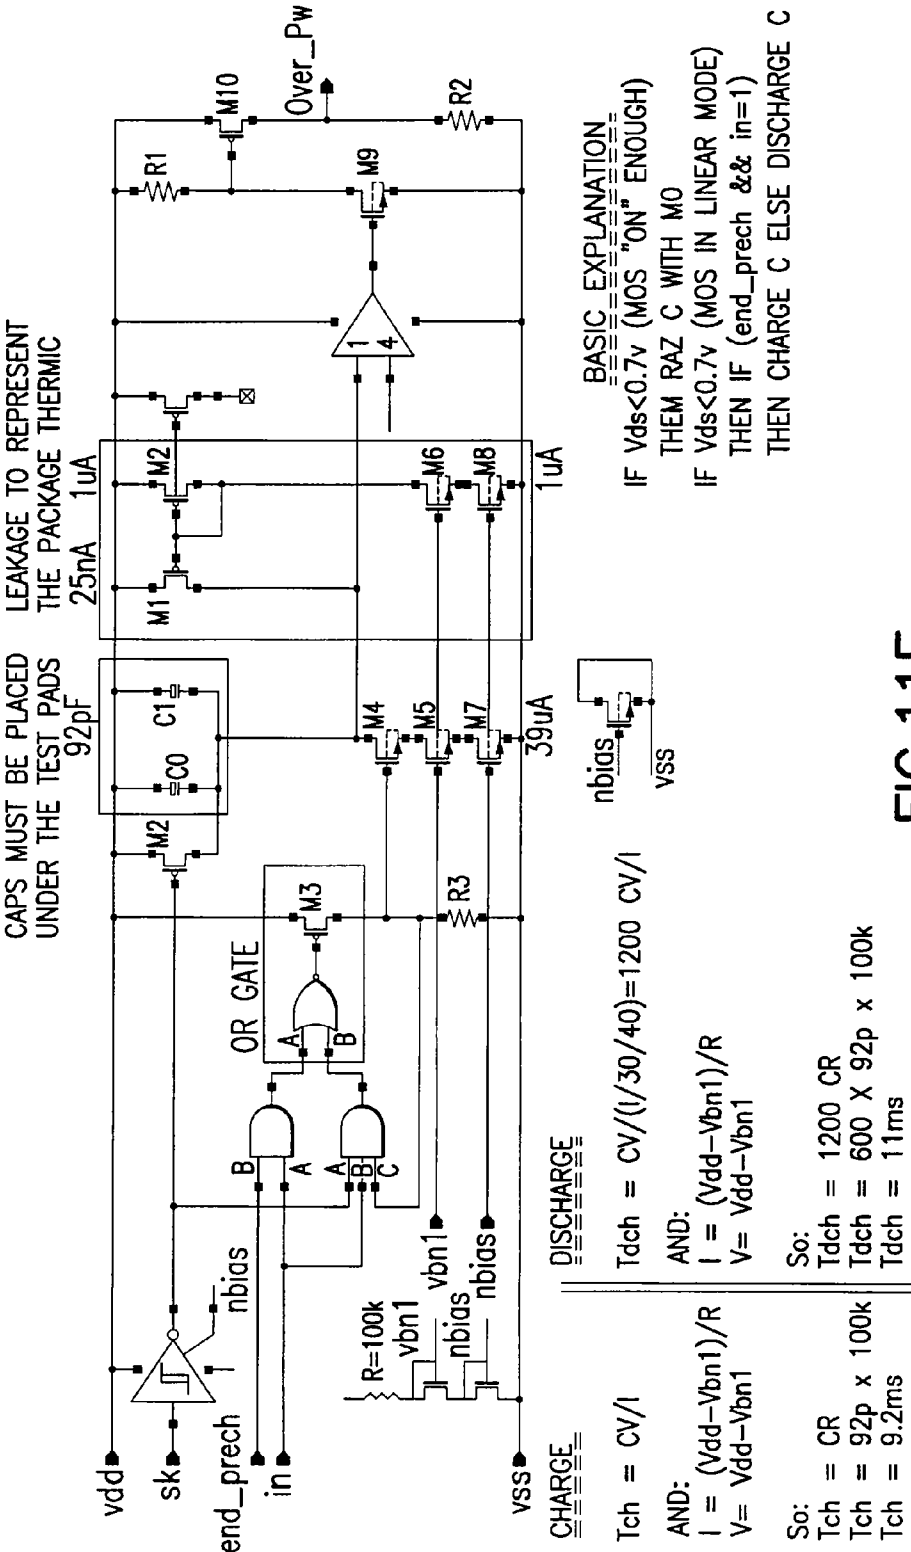 CAPS MUST BE PLACED
UNDER THE TEST PADS
92pF
LEAKAGE TO REPRESENT
THE PACKAGE THERMIC
25nA
1uA
vdd
sk
end_prech
in
vss
nbias
R=100k
vbn1
nbias
vbn1
nbias
B
A
A
B
C
OR GATE
A
B
M3
R3
M2
C0
C1
M4
M5
M7
39uA
M1
M2
M6
M8
1uA
1
4
R1
M9
M10
Over_Pw
R2
nbias
vss
CHARGE
Tch = CV/I
AND:
I = (Vdd-Vbn1)/R
V= Vdd-Vbn1
So:
Tch = CR
Tch = 92p x 100k
Tch = 9.2ms
DISCHARGE
Tdch = CV/(I/30/40)=1200 CV/I
AND:
I = (Vdd-Vbn1)/R
V= Vdd-Vbn1
So:
Tdch = 1200 CR
Tdch = 600 X 92p x 100k
Tdch = 11ms
BASIC EXPLANATION
IF Vds<0.7v (MOS "ON" ENOUGH)
THEM RAZ C WITH M0
IF Vds<0.7v (MOS IN LINEAR MODE)
THEN IF (end_prech && in=1)
THEN CHARGE C ELSE DISCHARGE C